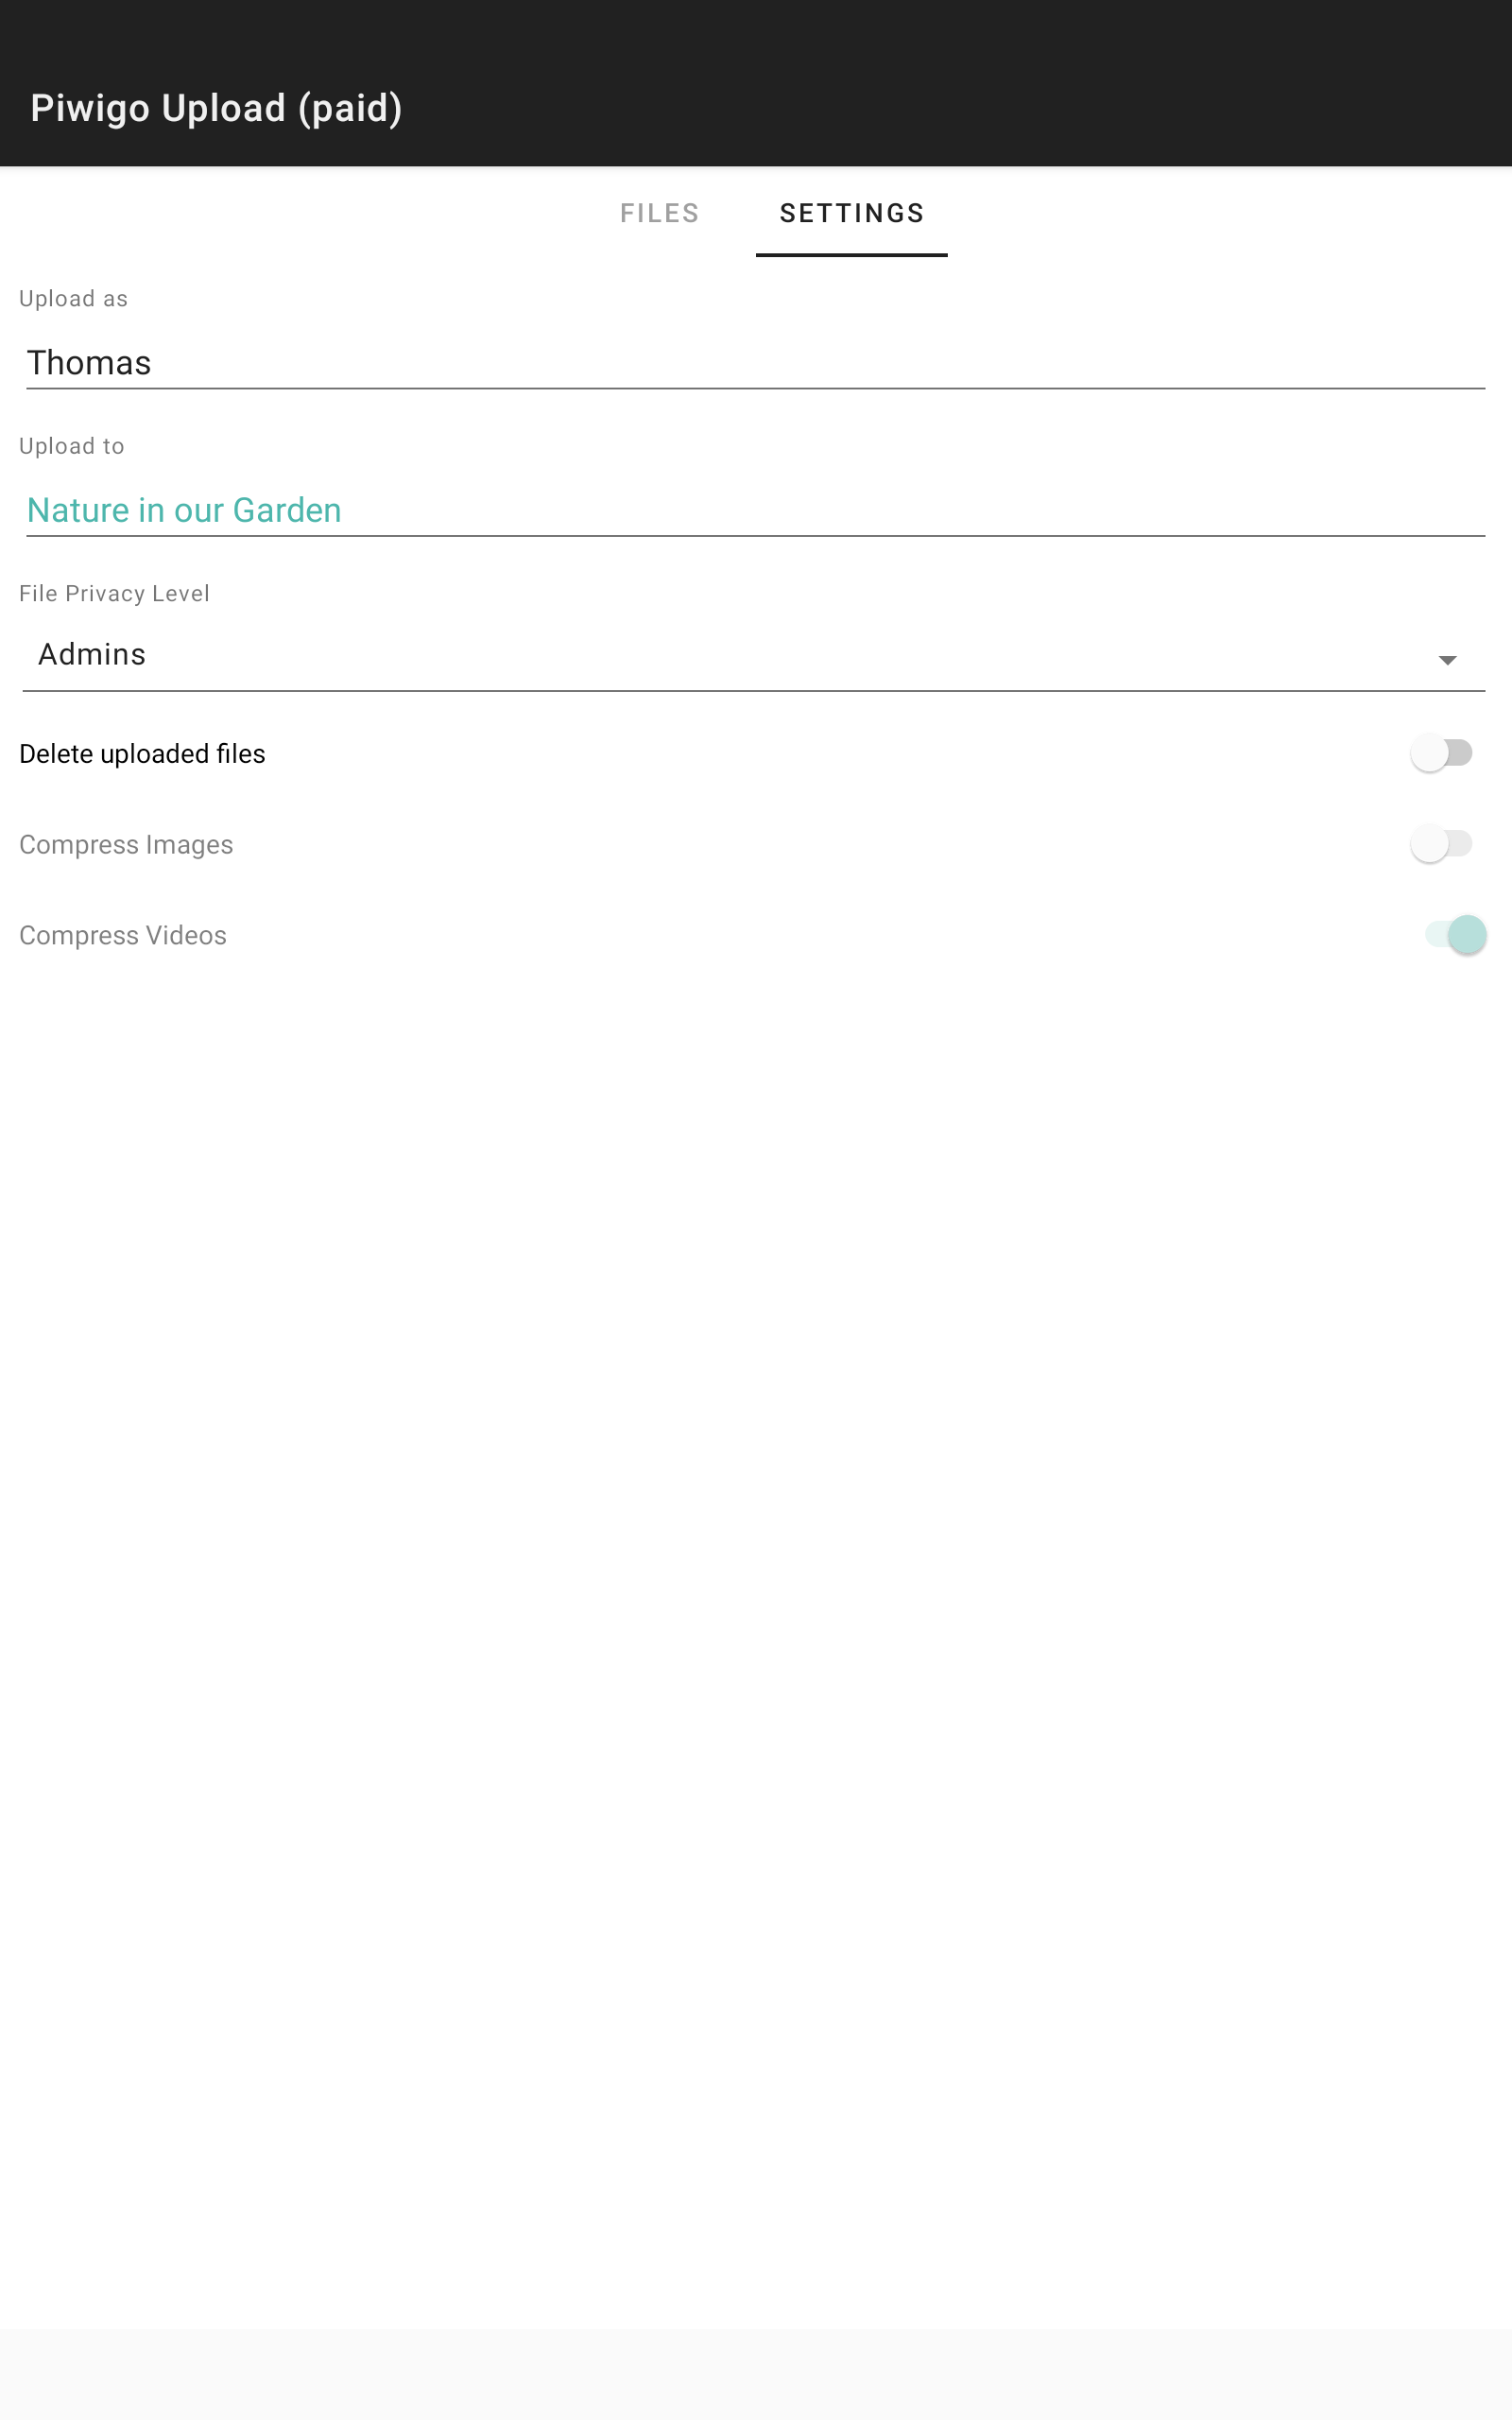 Piwigo Upload (paid)
FILES SETTINGS
Upload as
Thomas
Upload to
Nature in our Garden
File Privacy Level
Admins
Delete uploaded files
Compress Images
Compress Videos